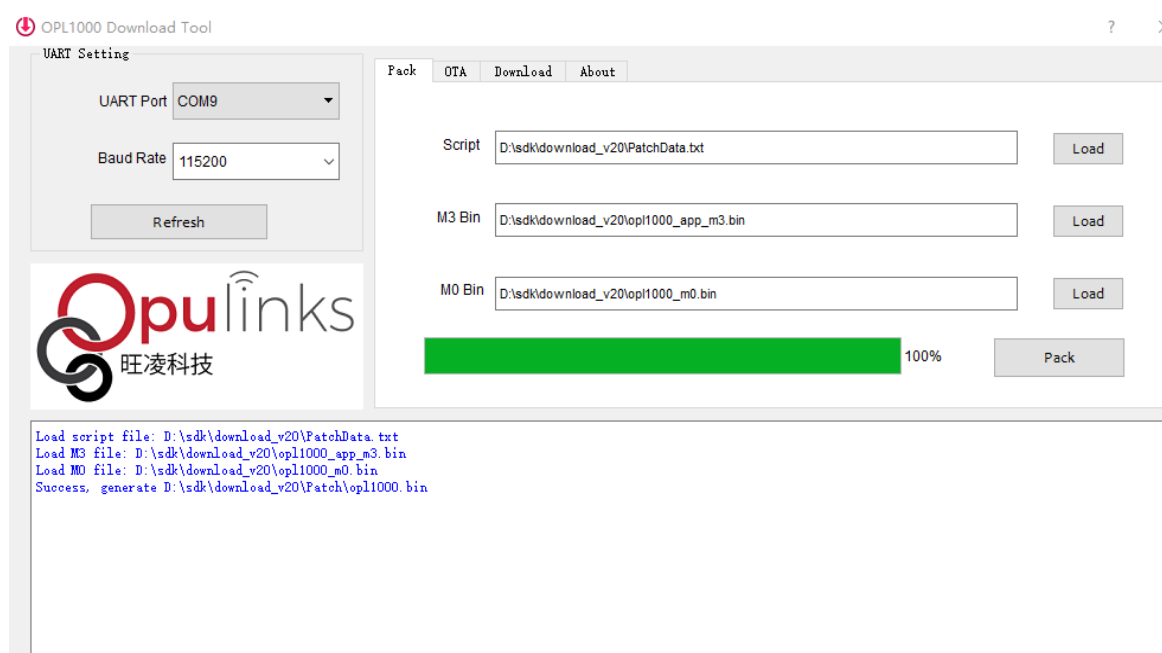 OPL1000 Download Tool
?
UART Setting
UART Port COM9
Baud Rate 115200
Refresh
Opulinks
旺凌科技
Pack OTA Download About
Script D:\sdk\download_v20\PatchData.txt Load
M3 Bin D:\sdk\download_v20\opl1000_app_m3.bin Load
M0 Bin D:\sdk\download_v20\opl1000_m0.bin Load
100% Pack
Load script file: D:\sdk\download_v20\PatchData.txt
Load M3 file: D:\sdk\download_v20\opl1000_app_m3.bin
Load M0 file: D:\sdk\download_v20\opl1000_m0.bin
Success, generate D:\sdk\download_v20\Patch\opl1000.bin